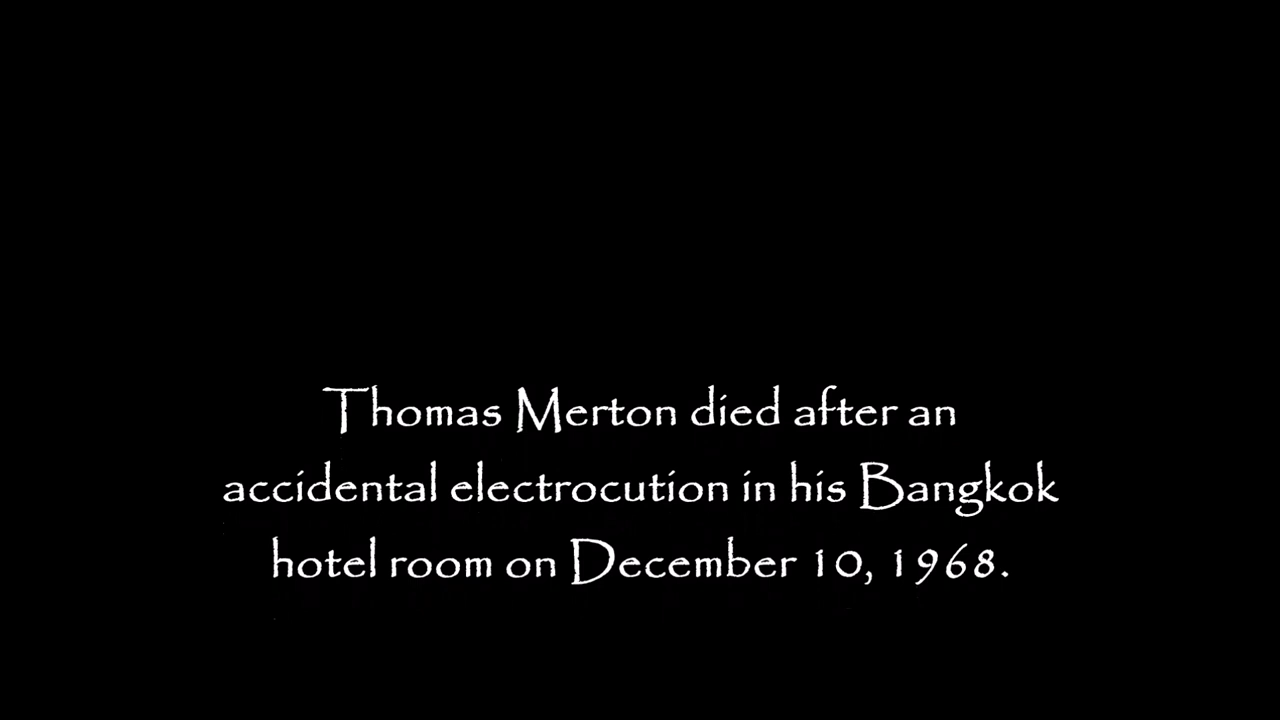 Thomas Merton died after an
accidental electrocution in his Bangkok
hotel room on December 10, 1968.